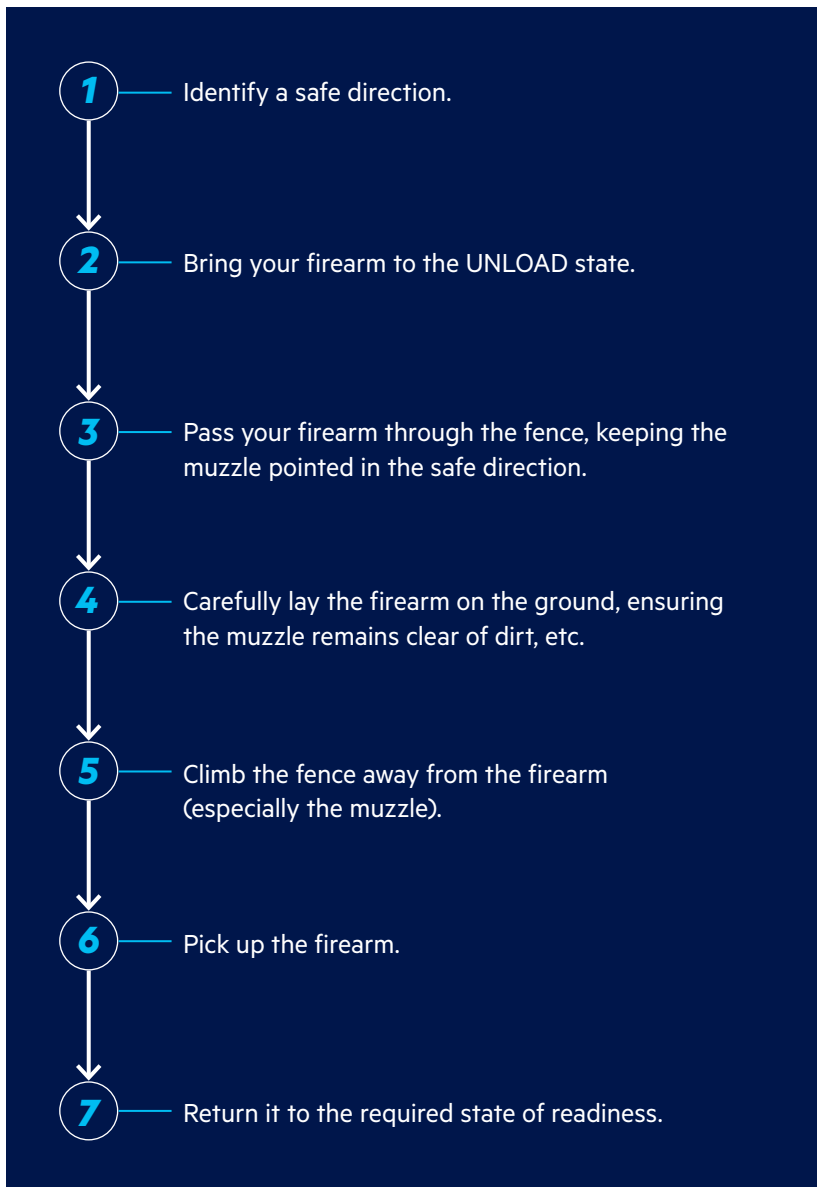 1 Identify a safe direction.
2 Bring your firearm to the UNLOAD state.
3 Pass your firearm through the fence, keeping the
muzzle pointed in the safe direction.
4 Carefully lay the firearm on the ground, ensuring
the muzzle remains clear of dirt, etc.
5 Climb the fence away from the firearm
(especially the muzzle).
6 Pick up the firearm.
7 Return it to the required state of readiness.